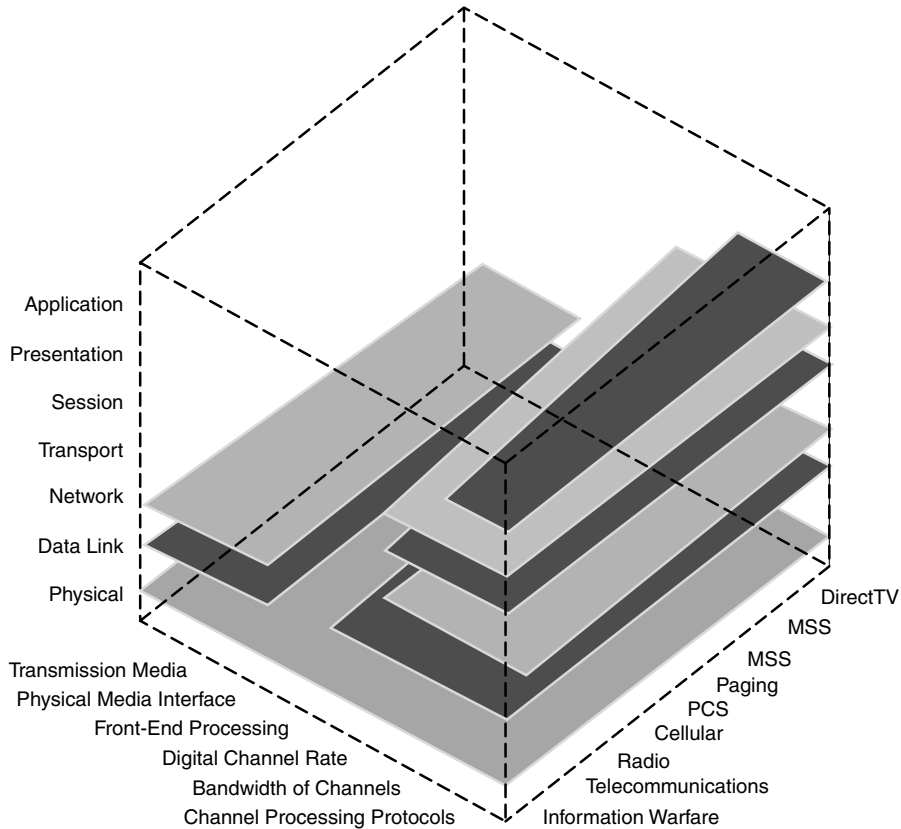 Application
Presentation
Session
Transport
Network
Data Link
Physical
Transmission Media
Physical Media Interface
Front-End Processing
Digital Channel Rate
Bandwidth of Channels
Channel Processing Protocols
DirectTV
MSS
MSS
Paging
PCS
Cellular
Radio
Telecommunications
Information Warfare